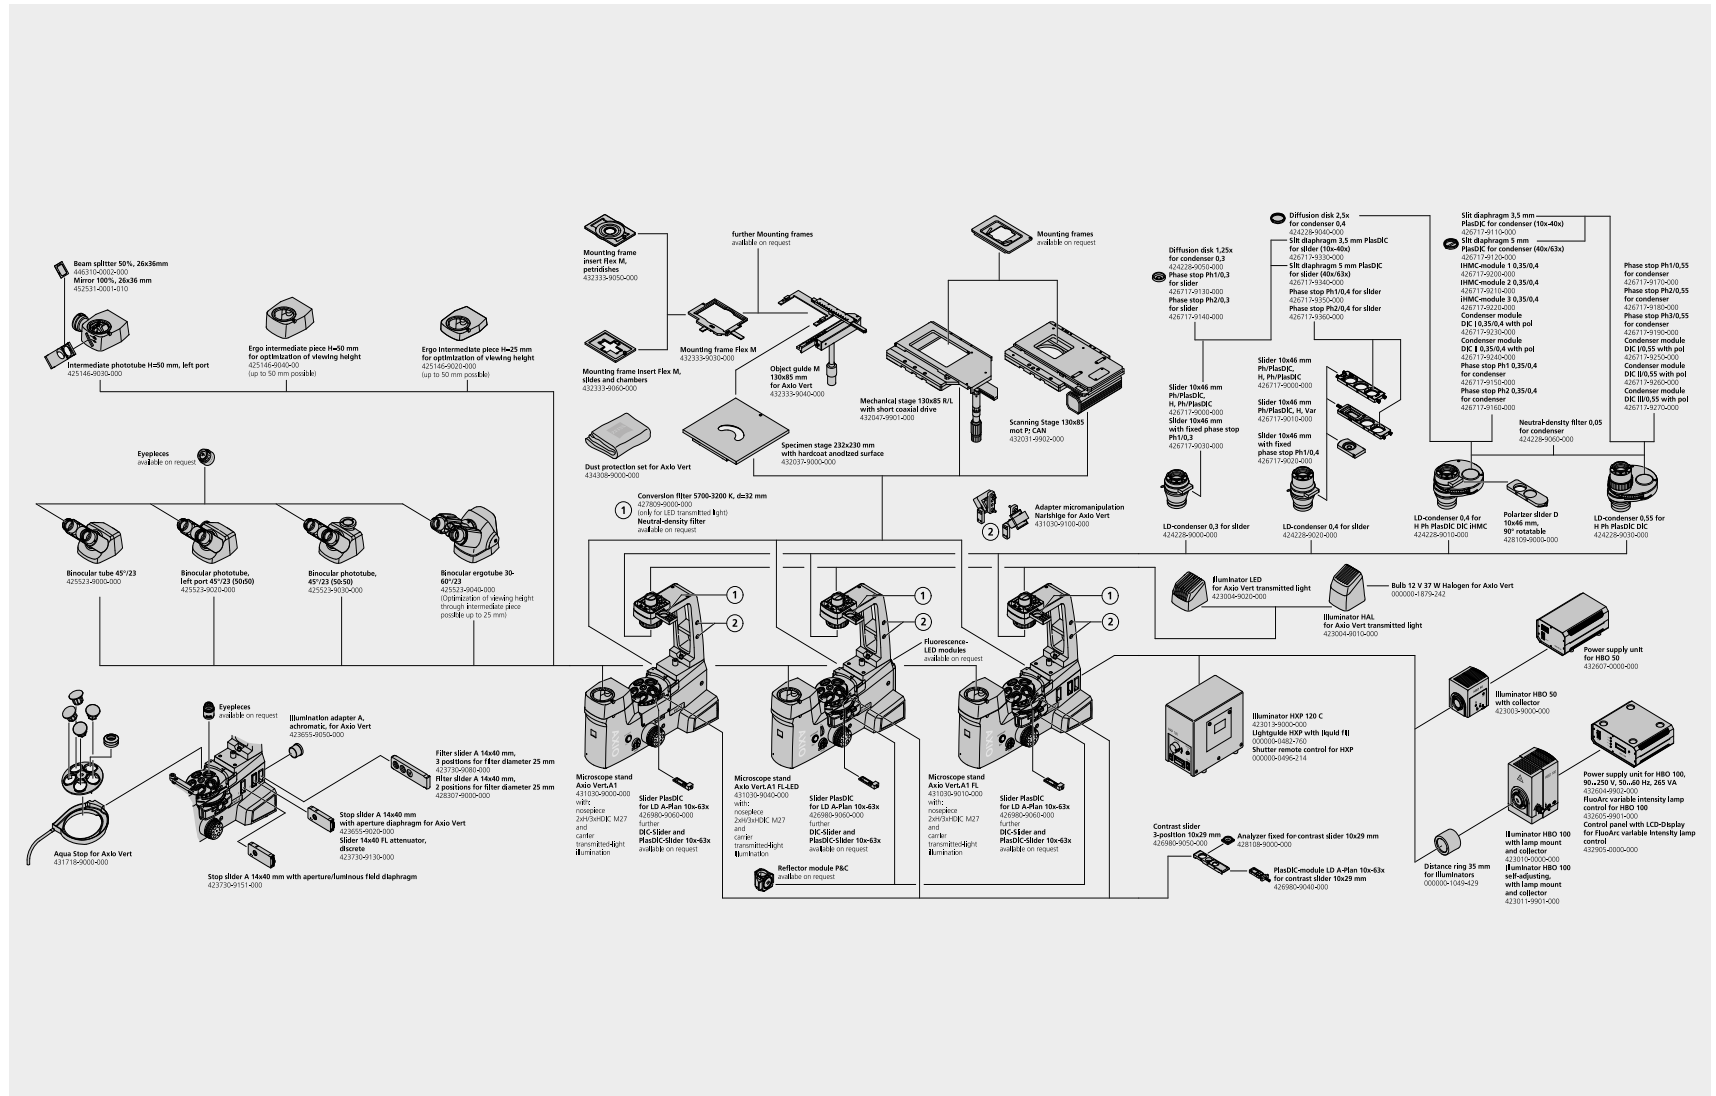 Beam splitter 50%, 26x36mm
446310-0002-000
Mirror 100%, 26x36 mm
452531-0001-010
Intermediate phototube H=50 mm, left port
425146-9030-000
Ergo intermediate piece H=50 mm
for optimization of viewing height
425146-9040-00
(up to 50 mm possible)
Ergo intermediate piece H=25 mm
for optimization of viewing height
425146-9020-000
(up to 50 mm possible)
Eyepieces
available on request
Binocular tube 45°/23
425523-9000-000
Binocular phototube,
left port 45°/23 (50:50)
425523-9020-000
Binocular phototube,
45°/23 (50:50)
425523-9030-000
Binocular ergotube 30-
60°/23
425523-9040-000
(Optimization of viewing height
through intermediate piece
possible up to 25 mm)
Mounting frame
insert Flex M,
petridishes
432333-9050-000
further Mounting frames
available on request
Mounting frame Flex M
432333-9030-000
Mounting frame Insert Flex M,
slides and chambers
432333-9060-000
Object guide M
130x85 mm
for Axio Vert
432333-9040-000
Dust protection set for Axio Vert
434308-9000-000
Specimen stage 232x230 mm
with hardcoat anodized surface
432037-9000-000
Mounting frames
available on request
Mechanical stage 130x85 R/L
with short coaxial drive
432047-9901-000
Scanning Stage 130x85
mot P; CAN
432031-9902-000
1
Conversion filter 5700-3200 K, d=32 mm
427809-9000-000
(only for LED transmitted light)
Neutral-density filter
available on request
2
Adapter micromanipulation
Narishige for Axio Vert
431030-9100-000
Diffusion disk 1,25x
for condenser 0,3
424228-9050-000
Phase stop Ph1/0,3
for slider
426717-9130-000
Phase stop Ph2/0,3
for slider
426717-9140-000
Slider 10x46 mm
Ph/PlasDIC,
H, Ph/PlasDIC
426717-9000-000
Slider 10x46 mm
with fixed phase stop
Ph1/0,3
426717-9030-000
Diffusion disk 2,5x
for condenser 0,4
424228-9040-000
Slit diaphragm 3,5 mm PlasDIC
for slider (10x-40x)
426717-9330-000
Slit diaphragm 5 mm PlasDIC
for slider (40x/63x)
426717-9340-000
Phase stop Ph1/0,4 for slider
426717-9350-000
Phase stop Ph2/0,4 for slider
426717-9360-000
Slider 10x46 mm
Ph/PlasDIC,
H, Ph/PlasDIC
426717-9000-000
Slider 10x46 mm
Ph/PlasDIC, H, Var
426717-9010-000
Slider 10x46 mm
with fixed
phase stop Ph1/0,4
426717-9020-000
Slit diaphragm 3,5 mm
PlasDIC for condenser (10x-40x)
426717-9110-000
Slit diaphragm 5 mm
PlasDIC for condenser (40x/63x)
426717-9120-000
iHMC-module 1 0,35/0,4
426717-9200-000
iHMC-module 2 0,35/0,4
426717-9210-000
iHMC-module 3 0,35/0,4
426717-9220-000
Condenser module
DIC I 0,35/0,4 with pol
426717-9230-000
Condenser module
DIC II 0,35/0,4 with pol
426717-9240-000
Phase stop Ph1 0,35/0,4
for condenser
426717-9150-000
Phase stop Ph2 0,35/0,4
for condenser
426717-9160-000
Phase stop Ph1/0,55
for condenser
426717-9170-000
Phase stop Ph2/0,55
for condenser
426717-9180-000
Phase stop Ph3/0,55
for condenser
426717-9190-000
Condenser module
DIC I/0,55 with pol
426717-9250-000
Condenser module
DIC II/0,55 with pol
426717-9260-000
Condenser module
DIC III/0,55 with pol
426717-9270-000
Neutral-density filter 0,05
for condenser
424228-9060-000
LD-condenser 0,3 for slider
424228-9000-000
LD-condenser 0,4 for slider
424228-9020-000
LD-condenser 0,4 for
H Ph PlasDIC DIC iHMC
424228-9010-000
Polarizer slider D
10x46 mm,
90° rotatable
428109-9000-000
LD-condenser 0,55 for
H Ph PlasDIC DIC
424228-9030-000
Illuminator LED
for Axio Vert transmitted light
423004-9020-000
Bulb 12 V 37 W Halogen for Axio Vert
000000-1879-242
Illuminator HAL
for Axio Vert transmitted light
423004-9010-000
1
2
1
2
1
2
Fluorescence-
LED modules
available on request
Power supply unit
for HBO 50
432607-0000-000
Illuminator HBO 50
with collector
423003-9000-000
Illuminator HXP 120 C
423013-9000-000
Lightguide HXP with liquid fil
000000-0482-760
Shutter remote control for HXP
000000-0496-214
Power supply unit for HBO 100,
90...250 V, 50...60 Hz, 265 VA
432604-9902-000
FluoArc variable intensity lamp
control for HBO 100
432605-9901-000
Control panel with LCD-Display
for FluoArc variable intensity lamp
control
432905-0000-000
Illuminator HBO 100
with lamp mount
and collector
423010-0000-000
Illuminator HBO 100
self-adjusting,
with lamp mount
and collector
423011-9901-000
Distance ring 35 mm
for Illuminators
000000-1049-429
Eyepieces
available on request
Illumination adapter A,
achromatic, for Axio Vert
423655-9050-000
Filter slider A 14x40 mm,
3 positions for filter diameter 25 mm
423730-9080-000
Filter slider A 14x40 mm,
2 positions for filter diameter 25 mm
428307-9000-000
Stop slider A 14x40 mm
with aperture diaphragm for Axio Vert
423655-9020-000
Slider 14x40 FL attenuator,
discrete
423730-9130-000
Aqua Stop for Axio Vert
431718-9000-000
Stop slider A 14x40 mm with aperture/luminous field diaphragm
423730-9151-000
Microscope stand
Axio Vert.A1
431030-9000-000
with:
nosepiece
2xH/3xHDIC M27
and
carrier
transmitted-light
illumination
Slider PlasDIC
for LD A-Plan 10x-63x
426980-9060-000
further
DIC-Slider and
PlasDIC-Slider 10x-63x
available on request
Microscope stand
Axio Vert.A1 FL-LED
431030-9040-000
with:
nosepiece
2xH/3xHDIC M27
and
carrier
transmitted-light
illumination
Slider PlasDIC
for LD A-Plan 10x-63x
426980-9060-000
further
DIC-Slider and
PlasDIC-Slider 10x-63x
available on request
Microscope stand
Axio Vert.A1 FL
431030-9010-000
with:
nosepiece
2xH/3xHDIC M27
and
carrier
transmitted-light
illumination
Slider PlasDIC
for LD A-Plan 10x-63x
426980-9060-000
further
DIC-Slider and
PlasDIC-Slider 10x-63x
available on request
Reflector module P&C
availabe on request
Contrast slider
3-position 10x29 mm
426980-9050-000
Analyzer fixed for contrast slider 10x29 mm
428108-9000-000
PlasDIC-module LD A-Plan 10x-63x
for contrast slider 10x29 mm
426980-9040-000